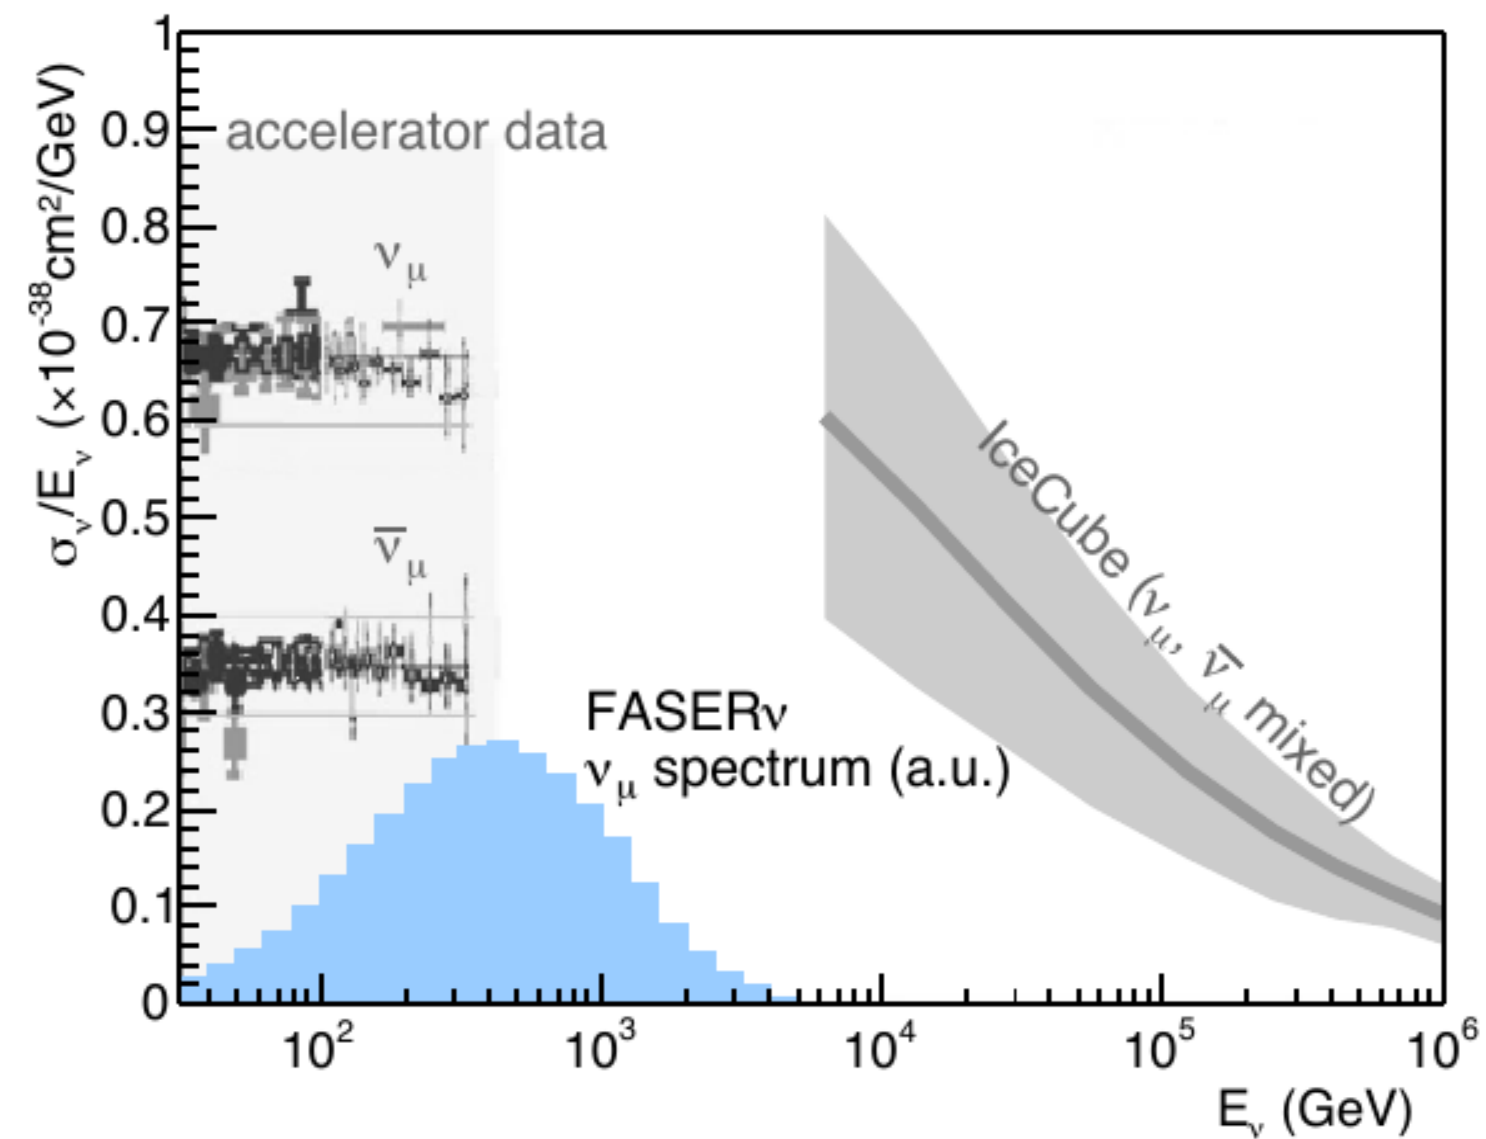 1
0.9
0.8
0.7
0.6
0.5
0.4
0.3
0.2
0.1
0
σν/Eν (×10⁻³⁸cm²/GeV)
accelerator data
νμ
ν̅μ
FASERν
νμ spectrum (a.u.)
IceCube (νμ, ν̅μ mixed)
10² 10³ 10⁴ 10⁵ 10⁶
Eν (GeV)